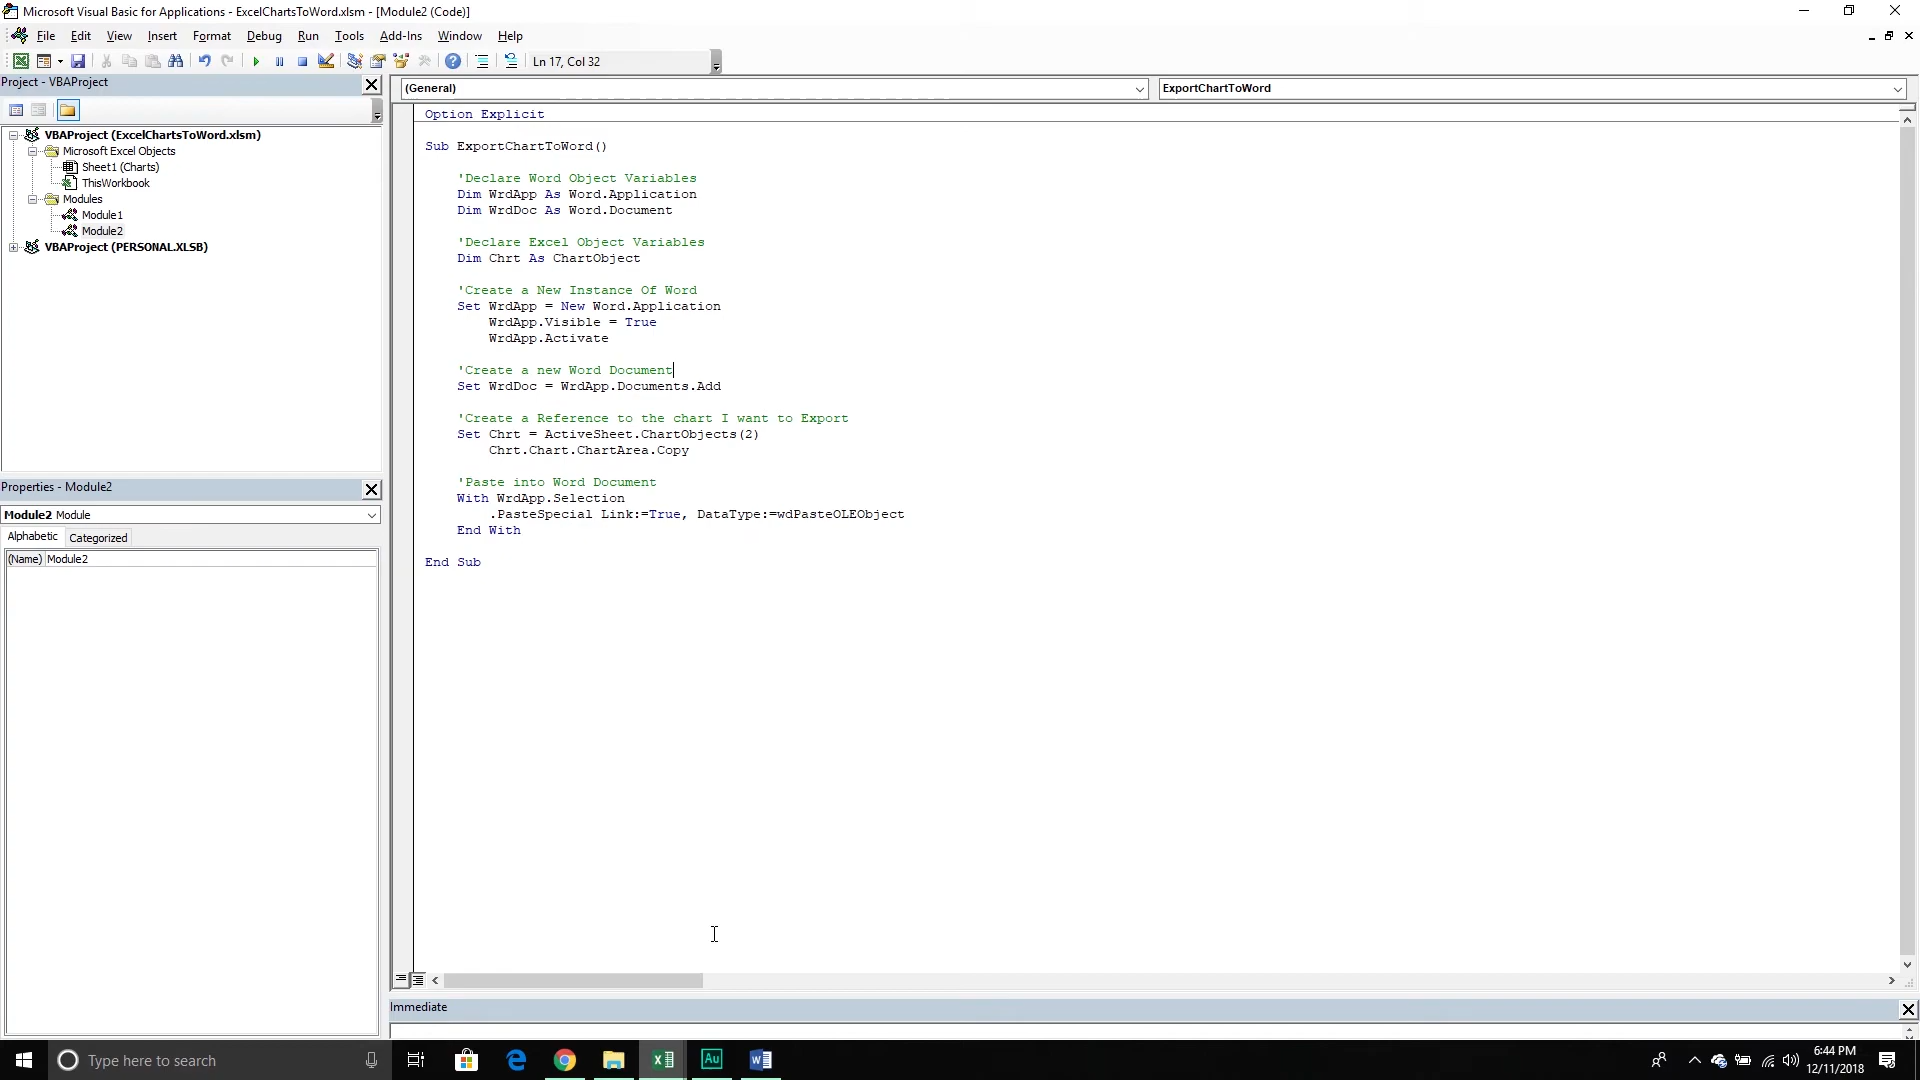 Microsoft Visual Basic for Applications - ExcelChartsToWord.xlsm - [Module2 (Code)]
File Edit View Insert Format Debug Run Tools Add-Ins Window Help
Ln 17, Col 32
Project - VBAProject
VBAProject (ExcelChartsToWord.xlsm)
Microsoft Excel Objects
Sheet1 (Charts)
ThisWorkbook
Modules
Module1
Module2
VBAProject (PERSONAL.XLSB)
Properties - Module2
Module2 Module
Alphabetic Categorized
(Name) Module2
(General) ExportChartToWord
Option Explicit
Sub ExportChartToWord()
'Declare Word Object Variables
Dim WrdApp As Word.Application
Dim WrdDoc As Word.Document
'Declare Excel Object Variables
Dim Chrt As ChartObject
'Create a New Instance Of Word
Set WrdApp = New Word.Application
WrdApp.Visible = True
WrdApp.Activate
'Create a new Word Document
Set WrdDoc = WrdApp.Documents.Add
'Create a Reference to the chart I want to Export
Set Chrt = ActiveSheet.ChartObjects(2)
Chrt.Chart.ChartArea.Copy
'Paste into Word Document
With WrdApp.Selection
.PasteSpecial Link:=True, DataType:=wdPasteOLEObject
End With
End Sub
Immediate
Type here to search
Au
6:44 PM
12/11/2018